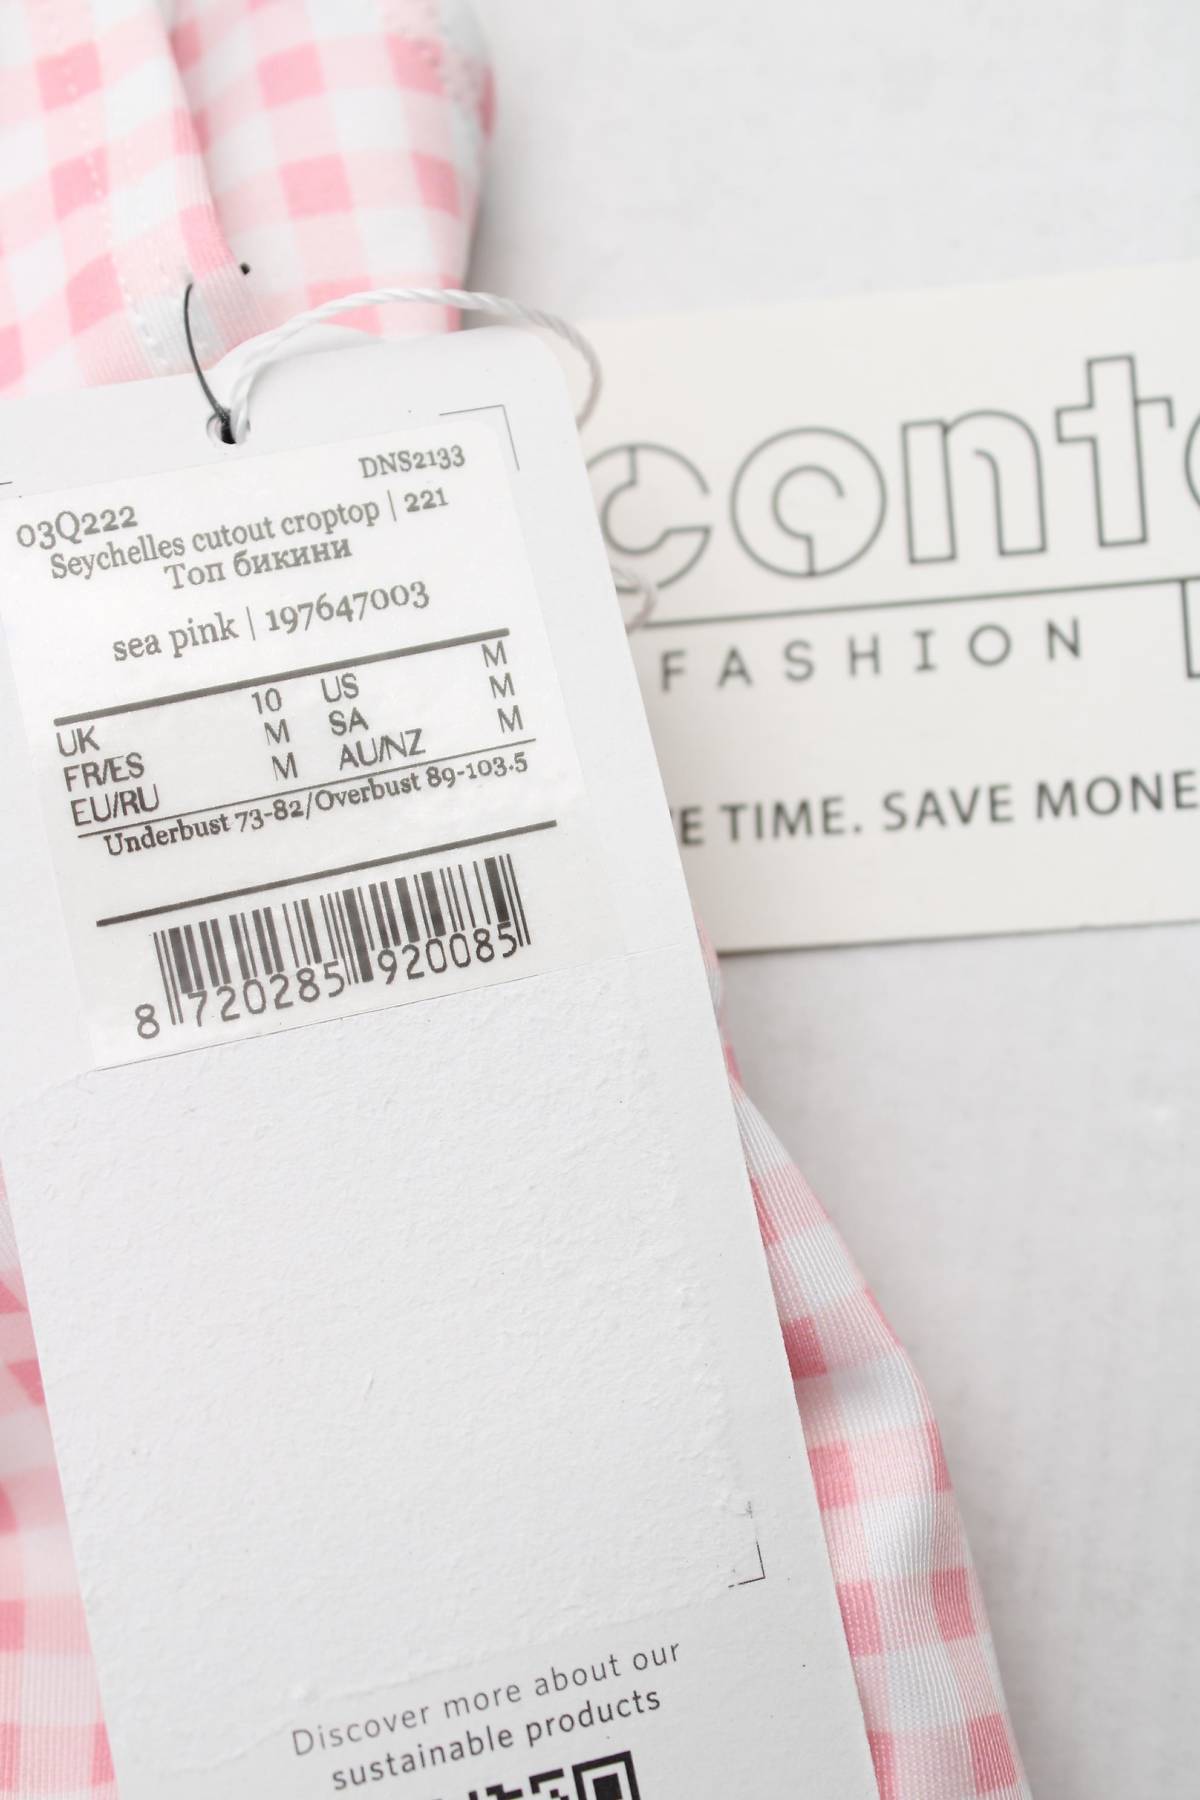 DNS2133
03Q222
Seychelles cutout croptop | 221
Топ бикини
sea pink | 197647003
UK 10 US M
FR/ES M SA M
EU/RU M AU/NZ M
Underbust 73-82/Overbust 89-103.5
8 720285 920085
Discover more about our
sustainable products
FASHION
TIME. SAVE